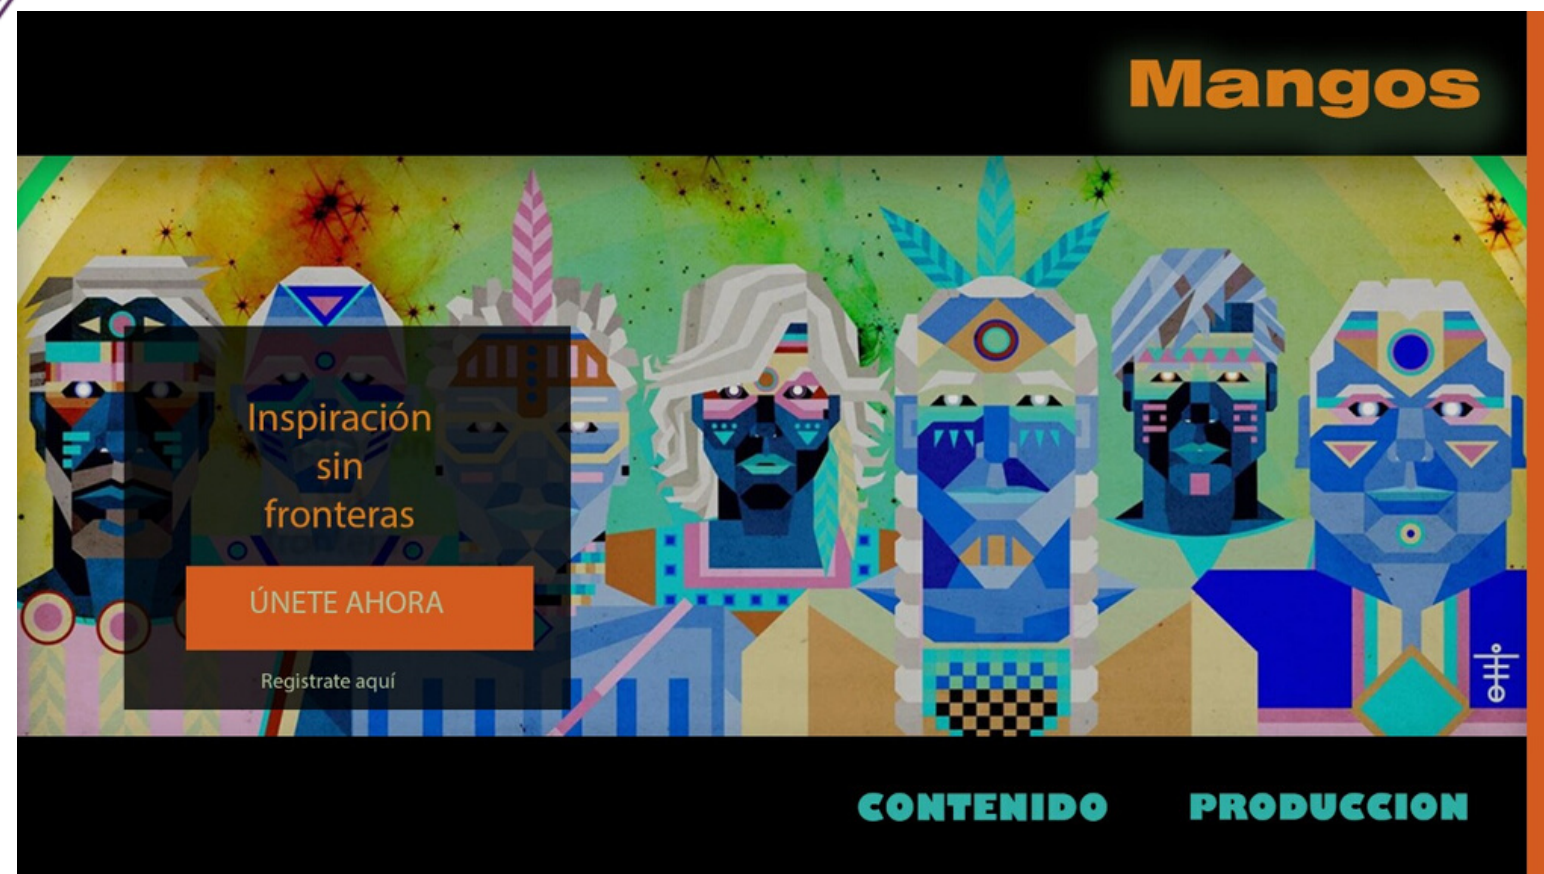 Mangos
Inspiración
sin
fronteras
ÚNETE AHORA
Registrate aquí
CONTENIDO PRODUCCION